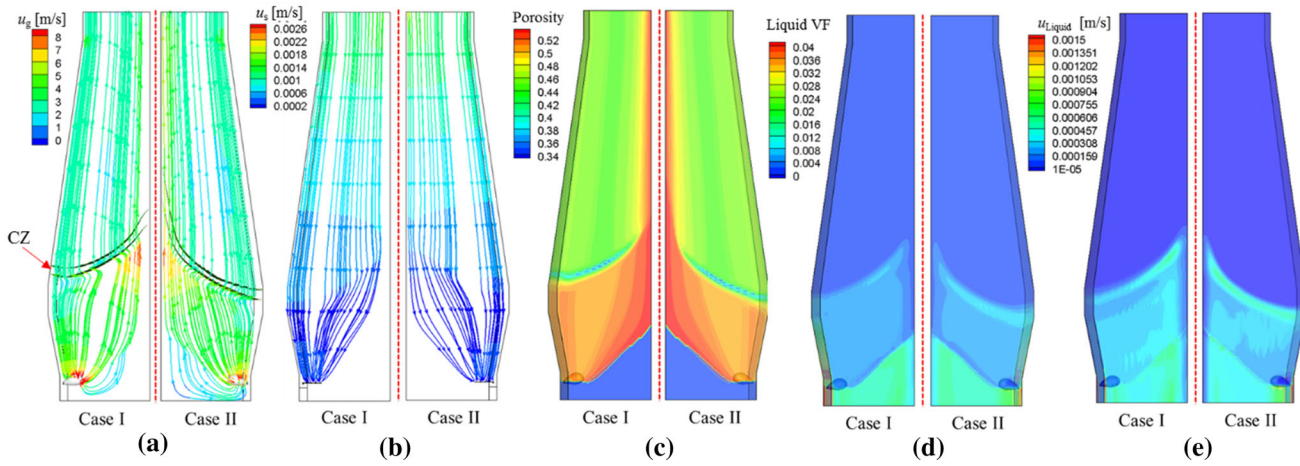 u_g [m/s]
8
7
6
5
4
3
2
1
0
CZ
Case I
Case II
(a)
u_s [m/s]
0.0026
0.0022
0.0018
0.0014
0.001
0.0006
0.0002
Case I
Case II
(b)
Porosity
0.52
0.50
0.48
0.46
0.44
0.42
0.40
0.38
0.36
0.34
Case I
Case II
(c)
Liquid VF
0.04
0.036
0.032
0.028
0.024
0.02
0.016
0.012
0.008
0.004
0
Case I
Case II
(d)
u_Liquid [m/s]
0.0015
0.001351
0.001202
0.001053
0.000904
0.000755
0.000606
0.000457
0.000308
0.000159
1E-05
Case I
Case II
(e)